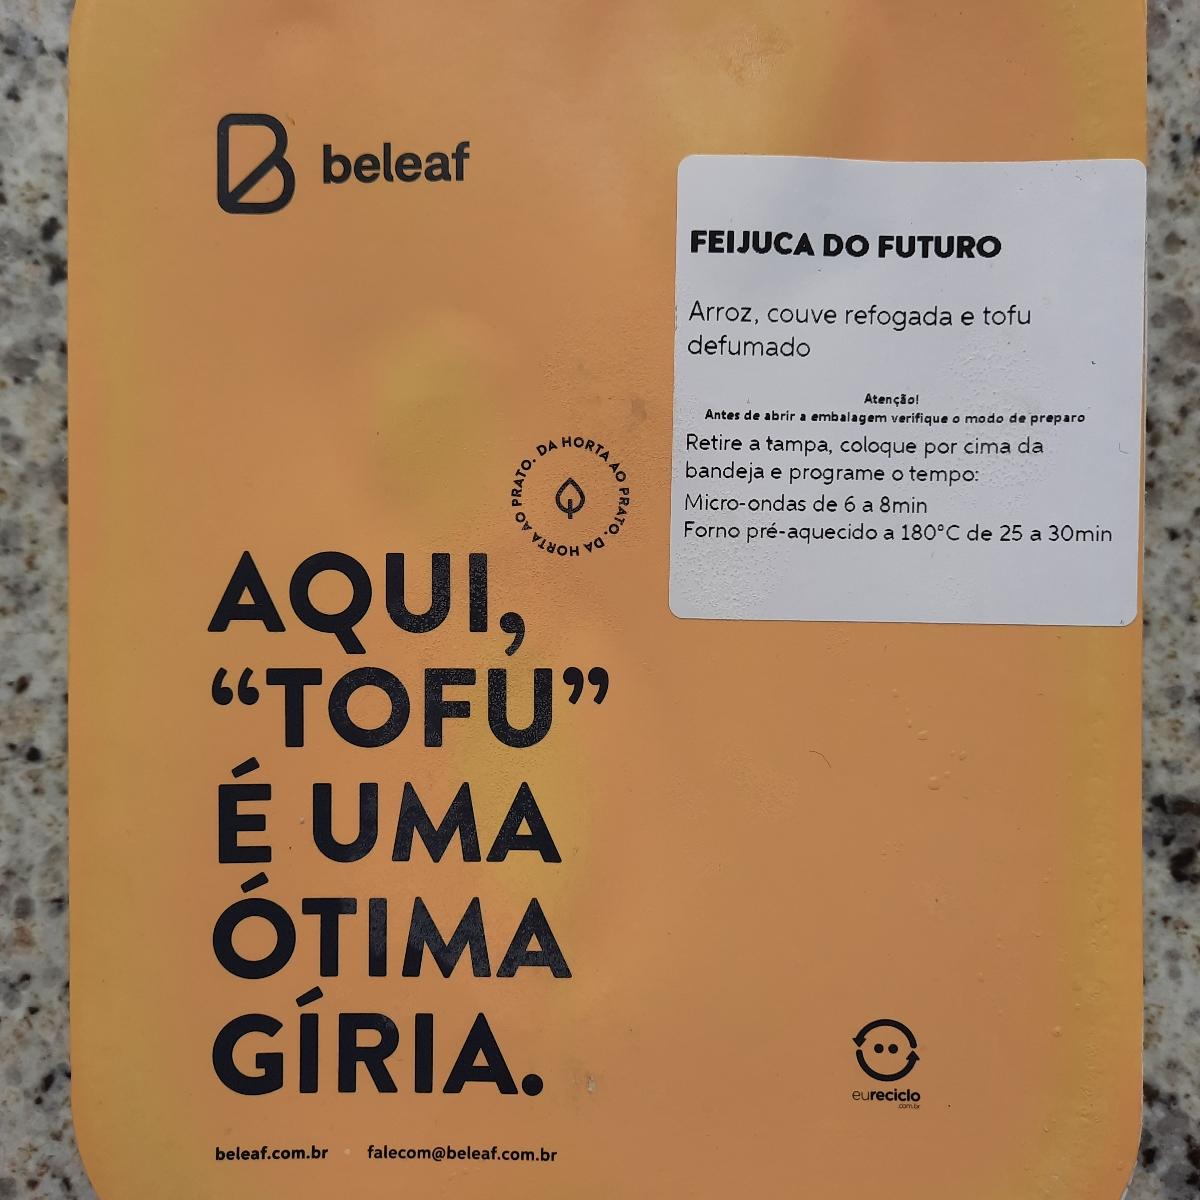 beleaf
FEIJUCA DO FUTURO
Arroz, couve refogada e tofu
defumado
Atenção!
Antes de abrir a embalagem verifique o modo de preparo
Retire a tampa, coloque por cima da
bandeja e programe o tempo:
Micro-ondas de 6 a 8min
Forno pré-aquecido a 180°C de 25 a 30min
DA HORTA AO PRATO. DA HORTA AO PRATO.
AQUI,
“TOFU”
É UMA
ÓTIMA
GÍRIA.
eureciclo
.com.br
beleaf.com.br falecom@beleaf.com.br